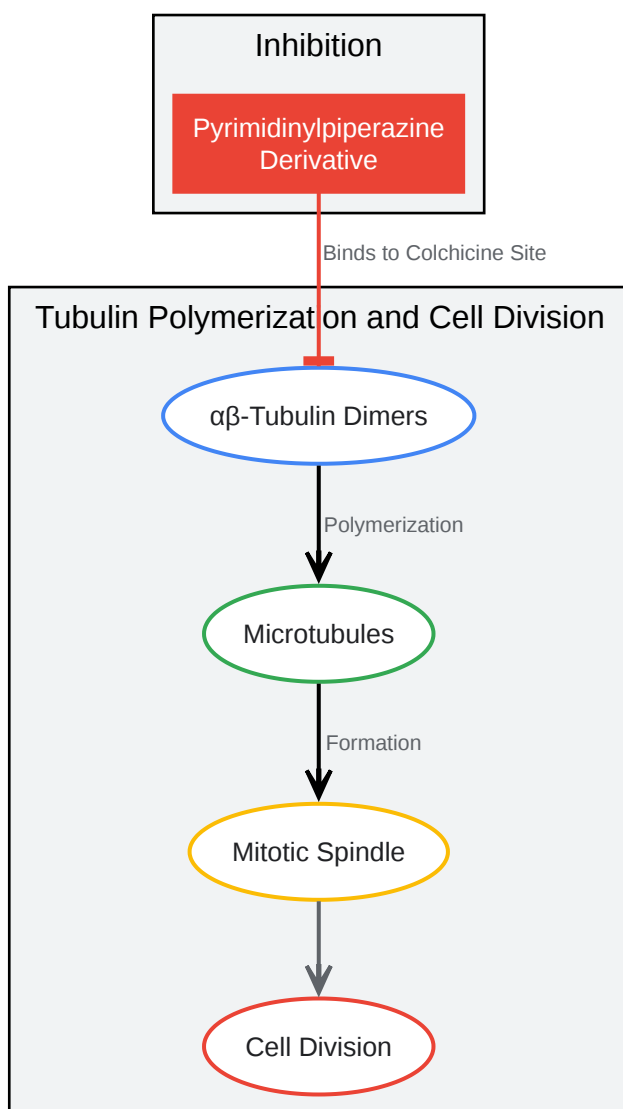 Inhibition
Pyrimidinylpiperazine
Derivative
Binds to Colchicine Site
Tubulin Polymerization and Cell Division
αβ-Tubulin Dimers
Polymerization
Microtubules
Formation
Mitotic Spindle
Cell Division